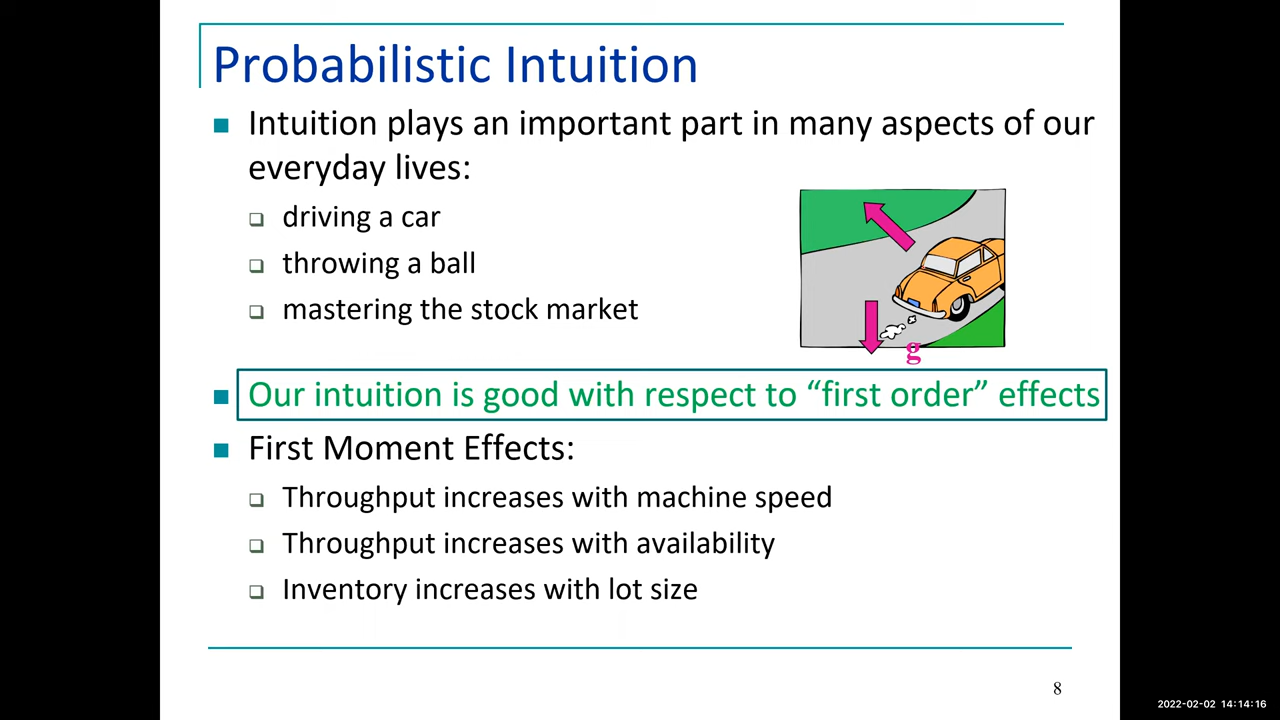 Probabilistic Intuition
Intuition plays an important part in many aspects of our
everyday lives:
driving a car
throwing a ball
mastering the stock market
g
Our intuition is good with respect to “first order” effects
First Moment Effects:
Throughput increases with machine speed
Throughput increases with availability
Inventory increases with lot size
8
2022-02-02 14:14:16